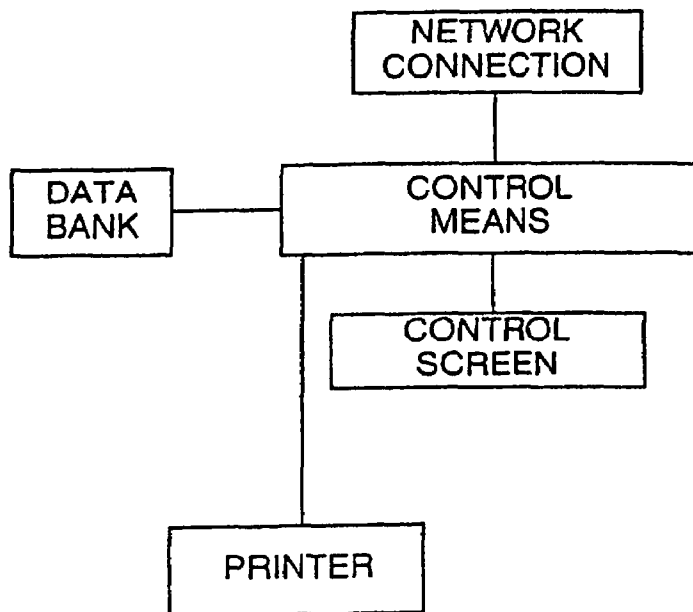 NETWORK
CONNECTION
DATA
BANK
CONTROL
MEANS
CONTROL
SCREEN
PRINTER